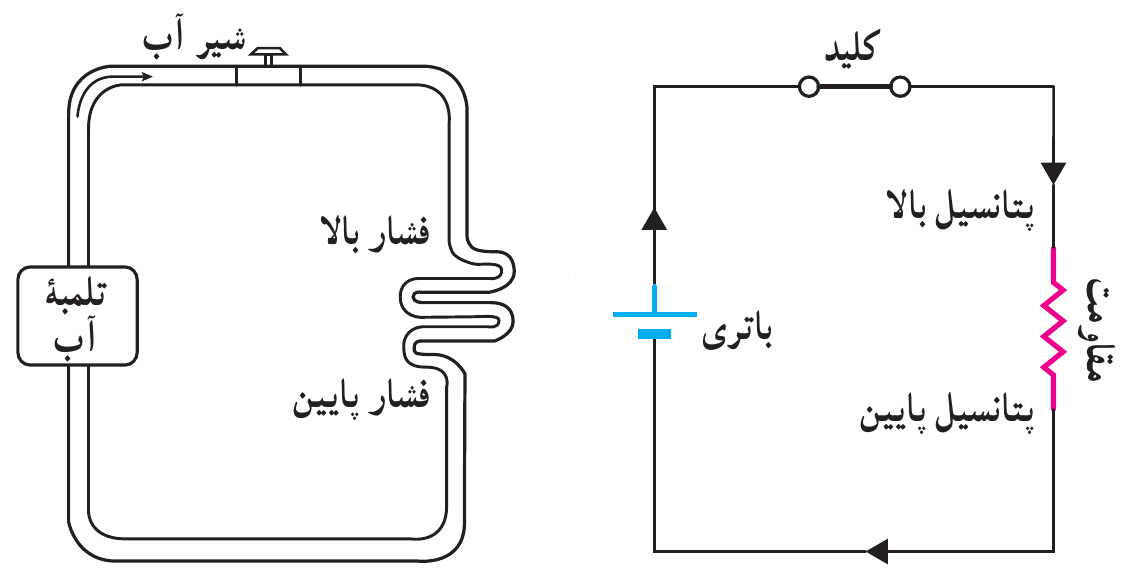 شیر آب
فشار بالا
تلمبهٔ
آب
فشار پایین
کلید
پتانسیل بالا
باتری
مقاومت
پتانسیل پایین